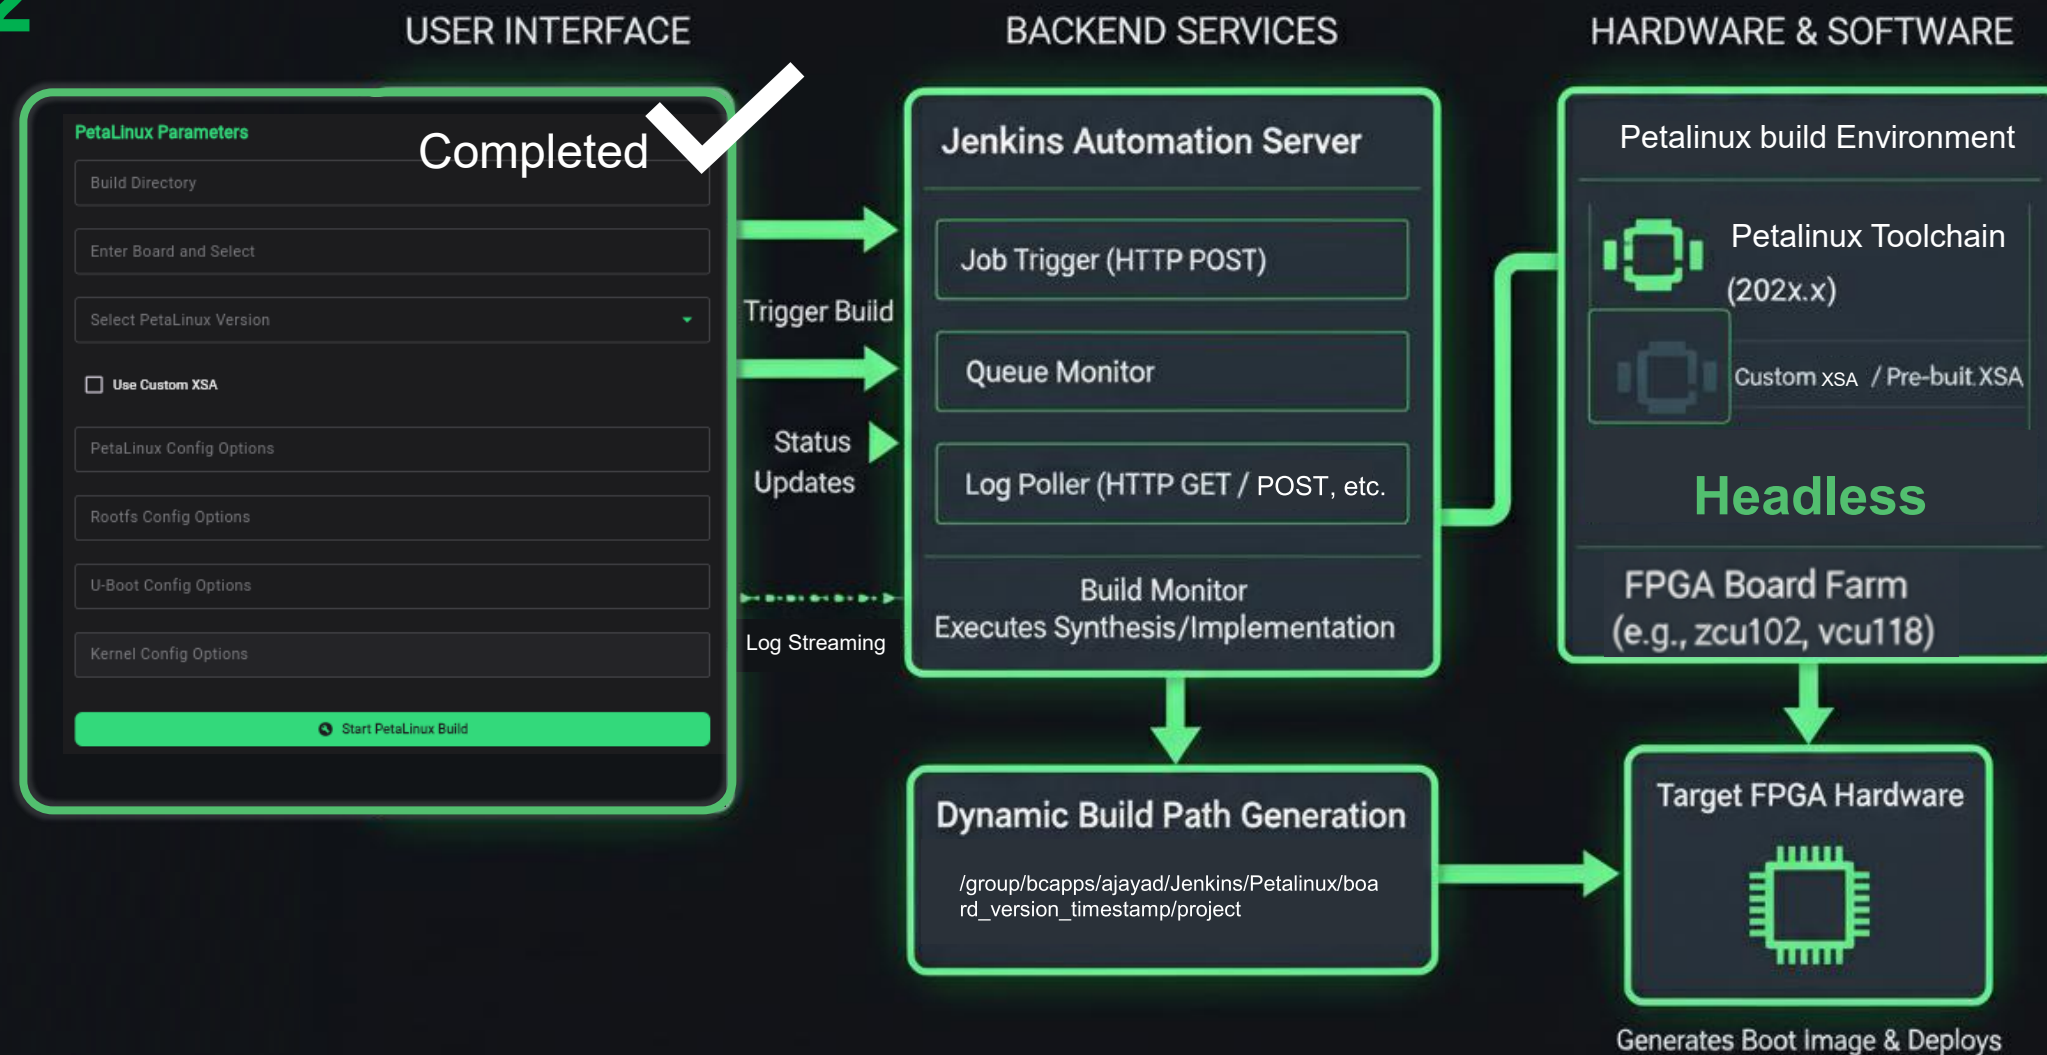 2
USER INTERFACE
BACKEND SERVICES
HARDWARE & SOFTWARE
PetaLinux Parameters
Completed
Build Directory
Enter Board and Select
Select PetaLinux Version
Use Custom XSA
PetaLinux Config Options
Rootfs Config Options
U-Boot Config Options
Kernel Config Options
Start PetaLinux Build
Trigger Build
Status
Updates
Log Streaming
Jenkins Automation Server
Job Trigger (HTTP POST)
Queue Monitor
Log Poller (HTTP GET / POST, etc.
Build Monitor
Executes Synthesis/Implementation
Dynamic Build Path Generation
/group/bcapps/ajayad/Jenkins/Petalinux/boa
rd_version_timestamp/project
Petalinux build Environment
Petalinux Toolchain
(202x.x)
Custom XSA / Pre-buit.XSA
Headless
FPGA Board Farm
(e.g., zcu102, vcu118)
Target FPGA Hardware
Generates Boot Image & Deploys